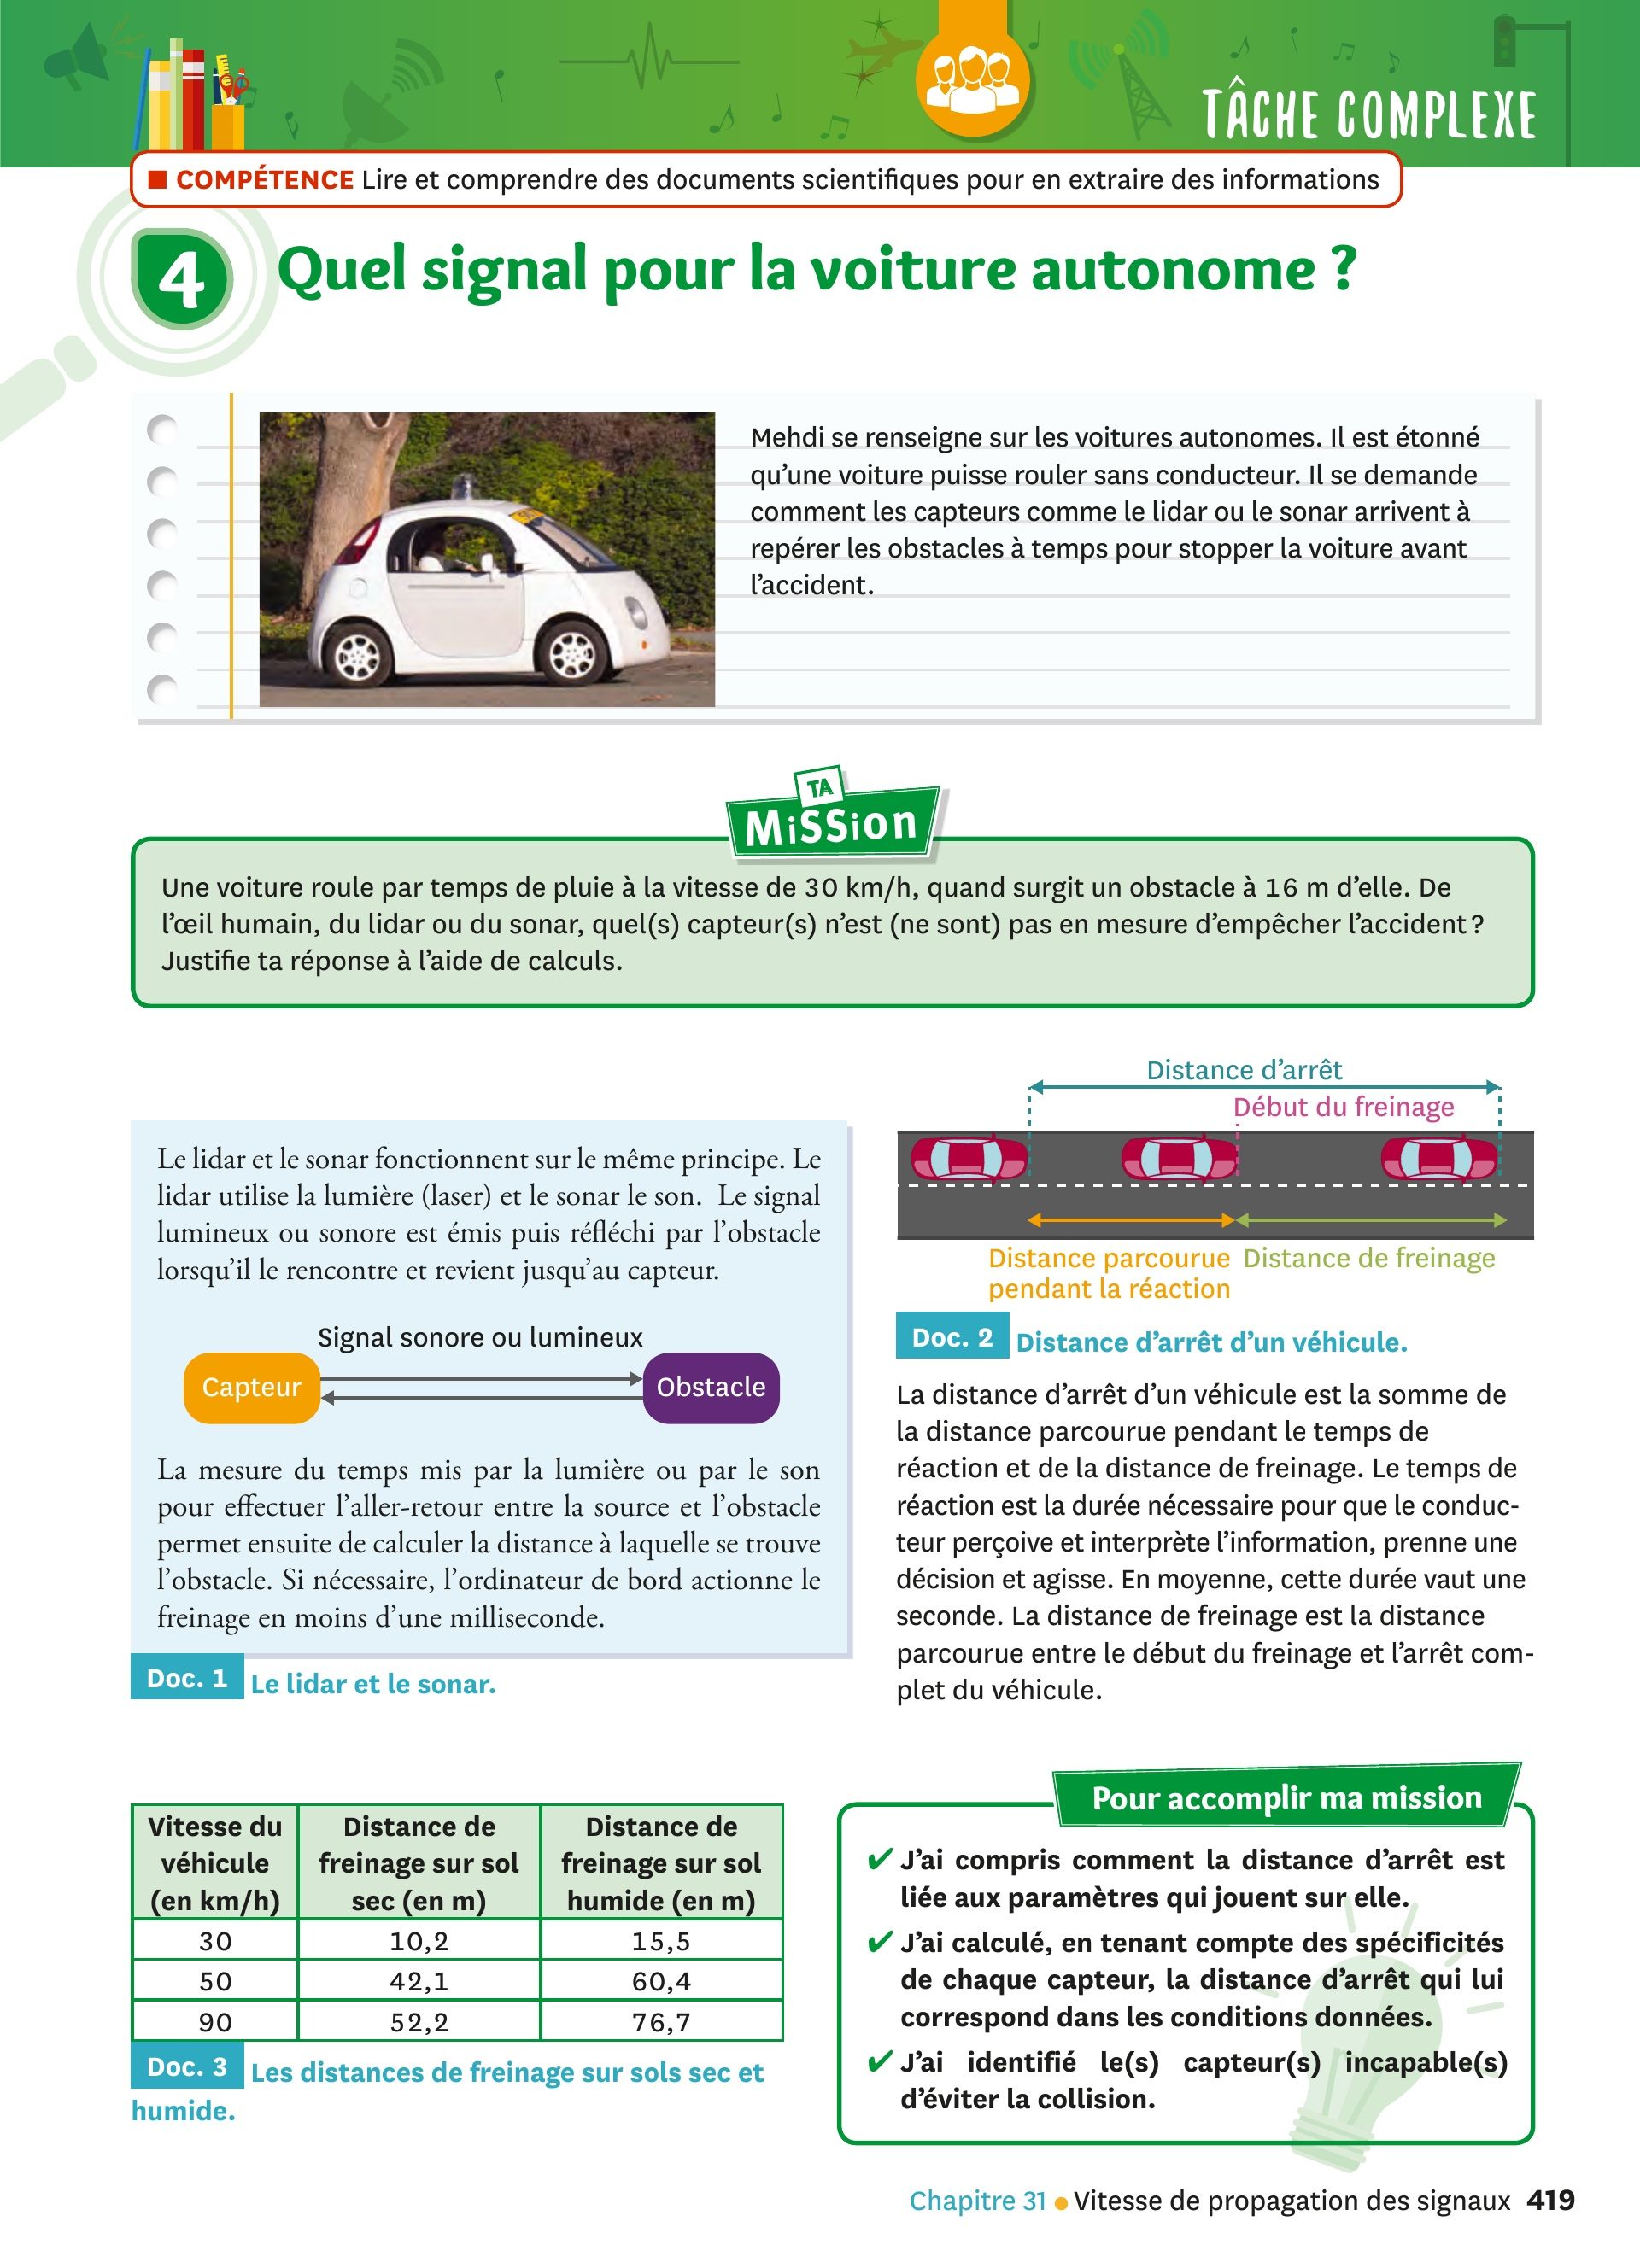 TÂCHE COMPLEXE
■ COMPÉTENCE Lire et comprendre des documents scientifiques pour en extraire des informations
4 Quel signal pour la voiture autonome ?
Mehdi se renseigne sur les voitures autonomes. Il est étonné
qu'une voiture puisse rouler sans conducteur. Il se demande
comment les capteurs comme le lidar ou le sonar arrivent à
repérer les obstacles à temps pour stopper la voiture avant
l'accident.
TA
MiSSion
Une voiture roule par temps de pluie à la vitesse de 30 km/h, quand surgit un obstacle à 16 m d'elle. De
l'œil humain, du lidar ou du sonar, quel(s) capteur(s) n'est (ne sont) pas en mesure d'empêcher l'accident ?
Justifie ta réponse à l'aide de calculs.
Le lidar et le sonar fonctionnent sur le même principe. Le
lidar utilise la lumière (laser) et le sonar le son. Le signal
lumineux ou sonore est émis puis réfléchi par l'obstacle
lorsqu'il le rencontre et revient jusqu'au capteur.
Signal sonore ou lumineux
Capteur
Obstacle
La mesure du temps mis par la lumière ou par le son
pour effectuer l'aller-retour entre la source et l'obstacle
permet ensuite de calculer la distance à laquelle se trouve
l'obstacle. Si nécessaire, l'ordinateur de bord actionne le
freinage en moins d'une milliseconde.
Doc. 1 Le lidar et le sonar.
Distance d'arrêt
Début du freinage
Distance parcourue
pendant la réaction
Distance de freinage
Doc. 2 Distance d'arrêt d'un véhicule.
La distance d'arrêt d'un véhicule est la somme de
la distance parcourue pendant le temps de
réaction et de la distance de freinage. Le temps de
réaction est la durée nécessaire pour que le conduc-
teur perçoive et interprète l'information, prenne une
décision et agisse. En moyenne, cette durée vaut une
seconde. La distance de freinage est la distance
parcourue entre le début du freinage et l'arrêt com-
plet du véhicule.
Vitesse du
véhicule
(en km/h)
Distance de
freinage sur sol
sec (en m)
Distance de
freinage sur sol
humide (en m)
30 10,2 15,5
50 42,1 60,4
90 52,2 76,7
Doc. 3 Les distances de freinage sur sols sec et
humide.
Pour accomplir ma mission
✔ J'ai compris comment la distance d'arrêt est
liée aux paramètres qui jouent sur elle.
✔ J'ai calculé, en tenant compte des spécificités
de chaque capteur, la distance d'arrêt qui lui
correspond dans les conditions données.
✔ J'ai identifié le(s) capteur(s) incapable(s)
d'éviter la collision.
Chapitre 31 ● Vitesse de propagation des signaux 419